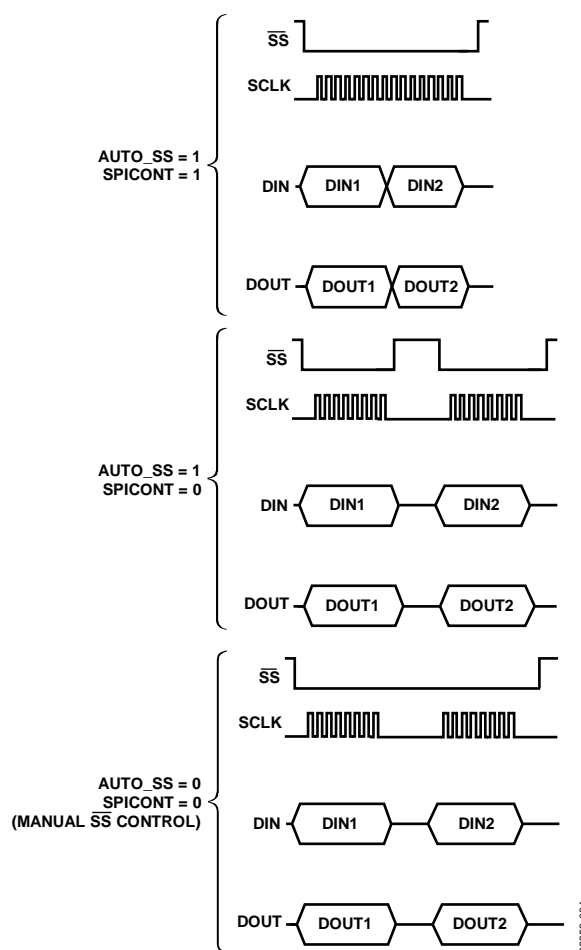 SS
SCLK
AUTO_SS = 1
SPICONT = 1
DIN DIN1 DIN2
DOUT DOUT1 DOUT2
SS
SCLK
AUTO_SS = 1
SPICONT = 0
DIN DIN1 DIN2
DOUT DOUT1 DOUT2
SS
SCLK
AUTO_SS = 0
SPICONT = 0
(MANUAL SS CONTROL)
DIN DIN1 DIN2
DOUT DOUT1 DOUT2